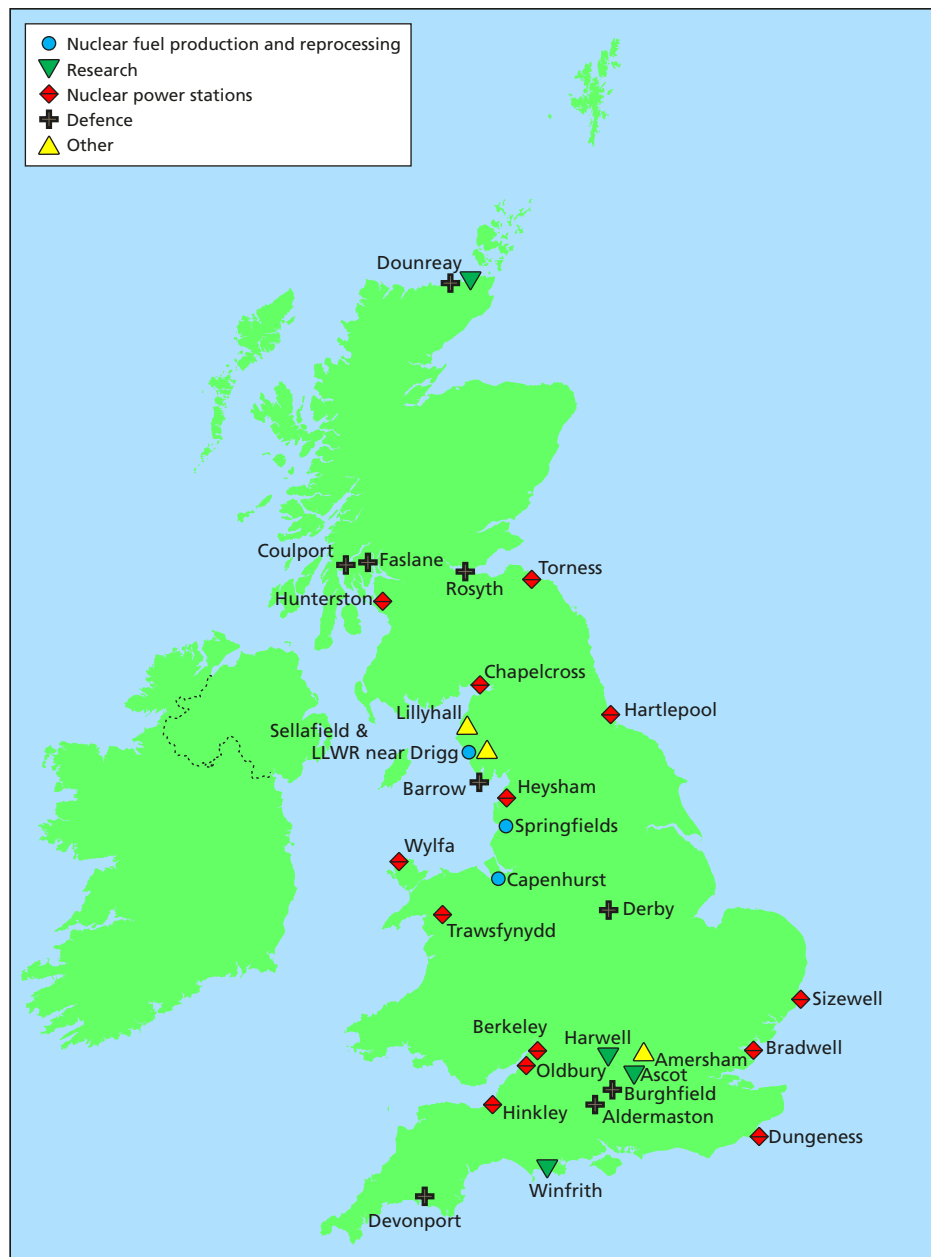 Nuclear fuel production and reprocessing
Research
Nuclear power stations
Defence
Other
Dounreay
Coulport
Faslane
Rosyth
Torness
Hunterston
Chapelcross
Lillyhall
Hartlepool
Sellafield &
LLWR near Drigg
Barrow
Heysham
Springfields
Wylfa
Capenhurst
Derby
Trawsfynydd
Sizewell
Berkeley
Harwell
Bradwell
Amersham
Oldbury
Ascot
Burghfield
Hinkley
Aldermaston
Dungeness
Winfrith
Devonport